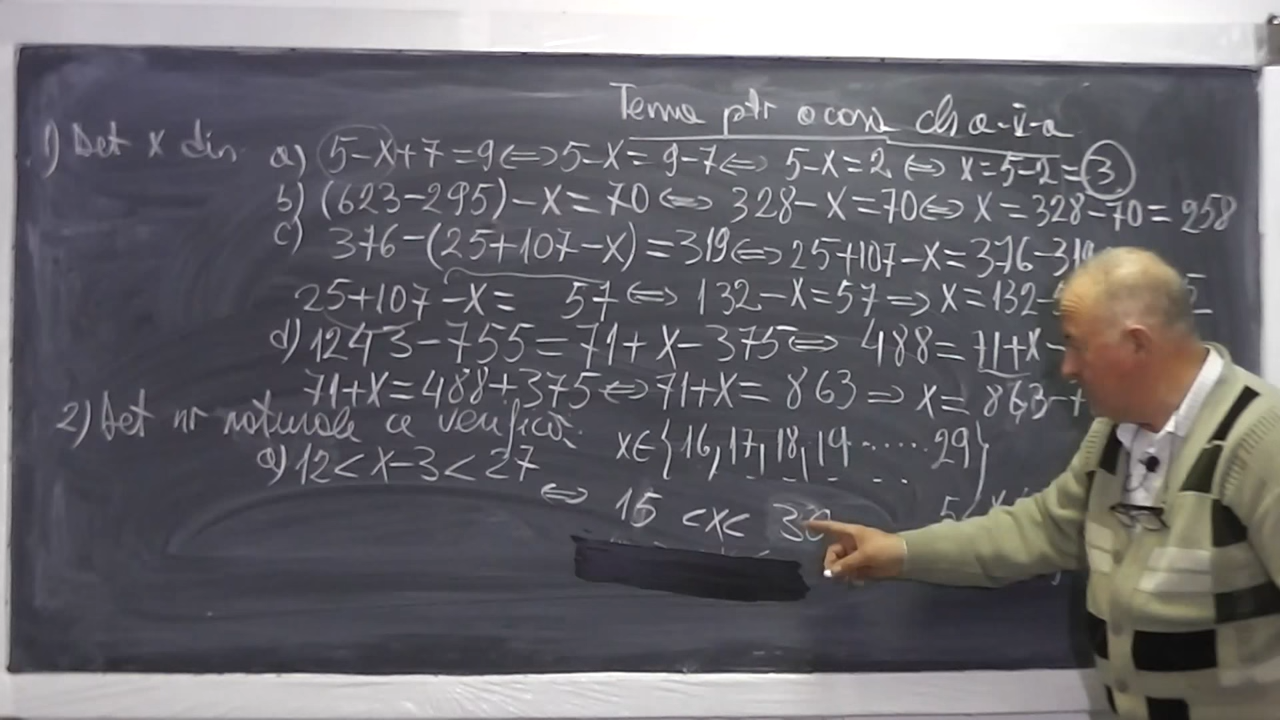 Tema ptr acasă cls a-V-a
1) Det x din a) 5-x+7=9⇔5-x=9-7⇔ 5-x=2 ⇔ x=5-2=3
b) (623-295)-x=70⇔ 328-x=70⇔ x=328-70=258
c) 376-(25+107-x)=319⇔25+107-x=376-319
25+107-x= 57⇔ 132-x=57⇒ x=132-
d) 1243-755=71+x-375⇔ 488=71+x-
71+x=488+375⇔71+x= 863⇒ x= 863-
2) Det nr naturale ce verifică:
a) 12<x-3<27 x∈{16,17,18,19.....29}
⇔ 15 <x< 30 5<